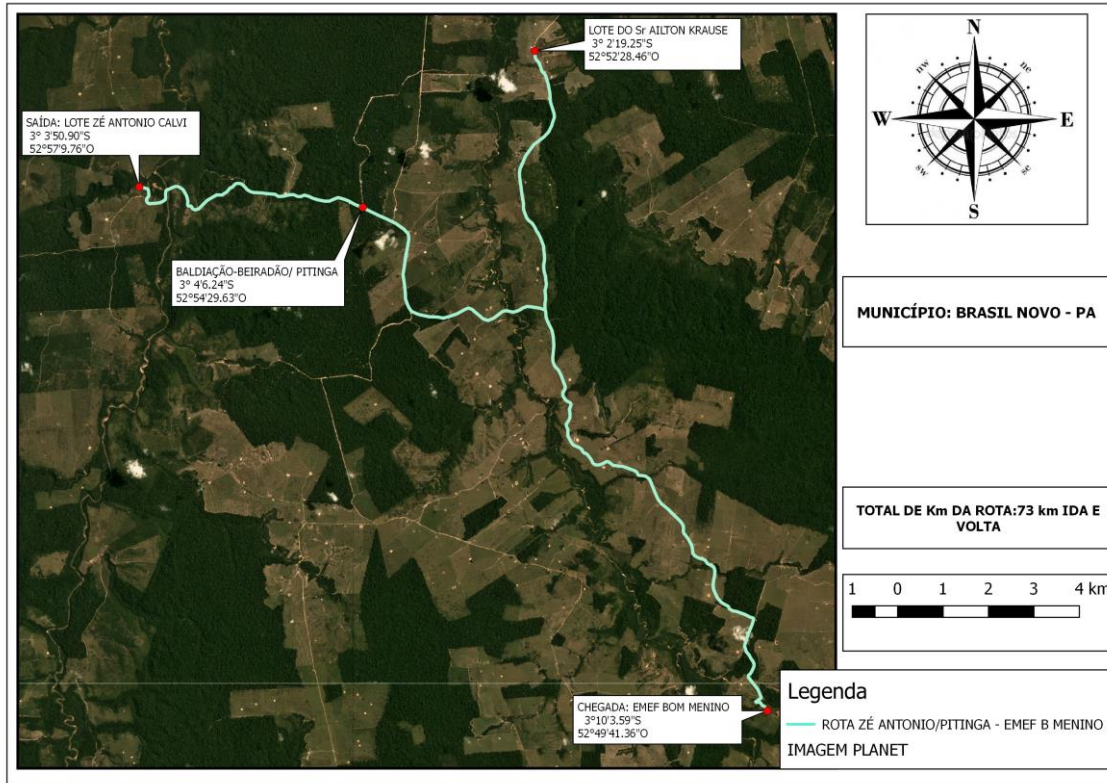 LOTE DO Sr AILTON KRAUSE
3° 2'19.25"S
52°52'28.46"O
SAÍDA: LOTE ZÉ ANTONIO CALVI
3° 3'50.90"S
52°57'9.76"O
BALDIAÇÃO-BEIRADÃO/ PITINGA
3° 4'6.24"S
52°54'29.63"O
CHEGADA: EMEF BOM MENINO
3°10'3.59"S
52°49'41.36"O
N
nw
ne
W
E
sw
se
S
MUNICÍPIO: BRASIL NOVO - PA
TOTAL DE Km DA ROTA:73 km IDA E
VOLTA
1 0 1 2 3 4 km
Legenda
ROTA ZÉ ANTONIO/PITINGA - EMEF B MENINO
IMAGEM PLANET